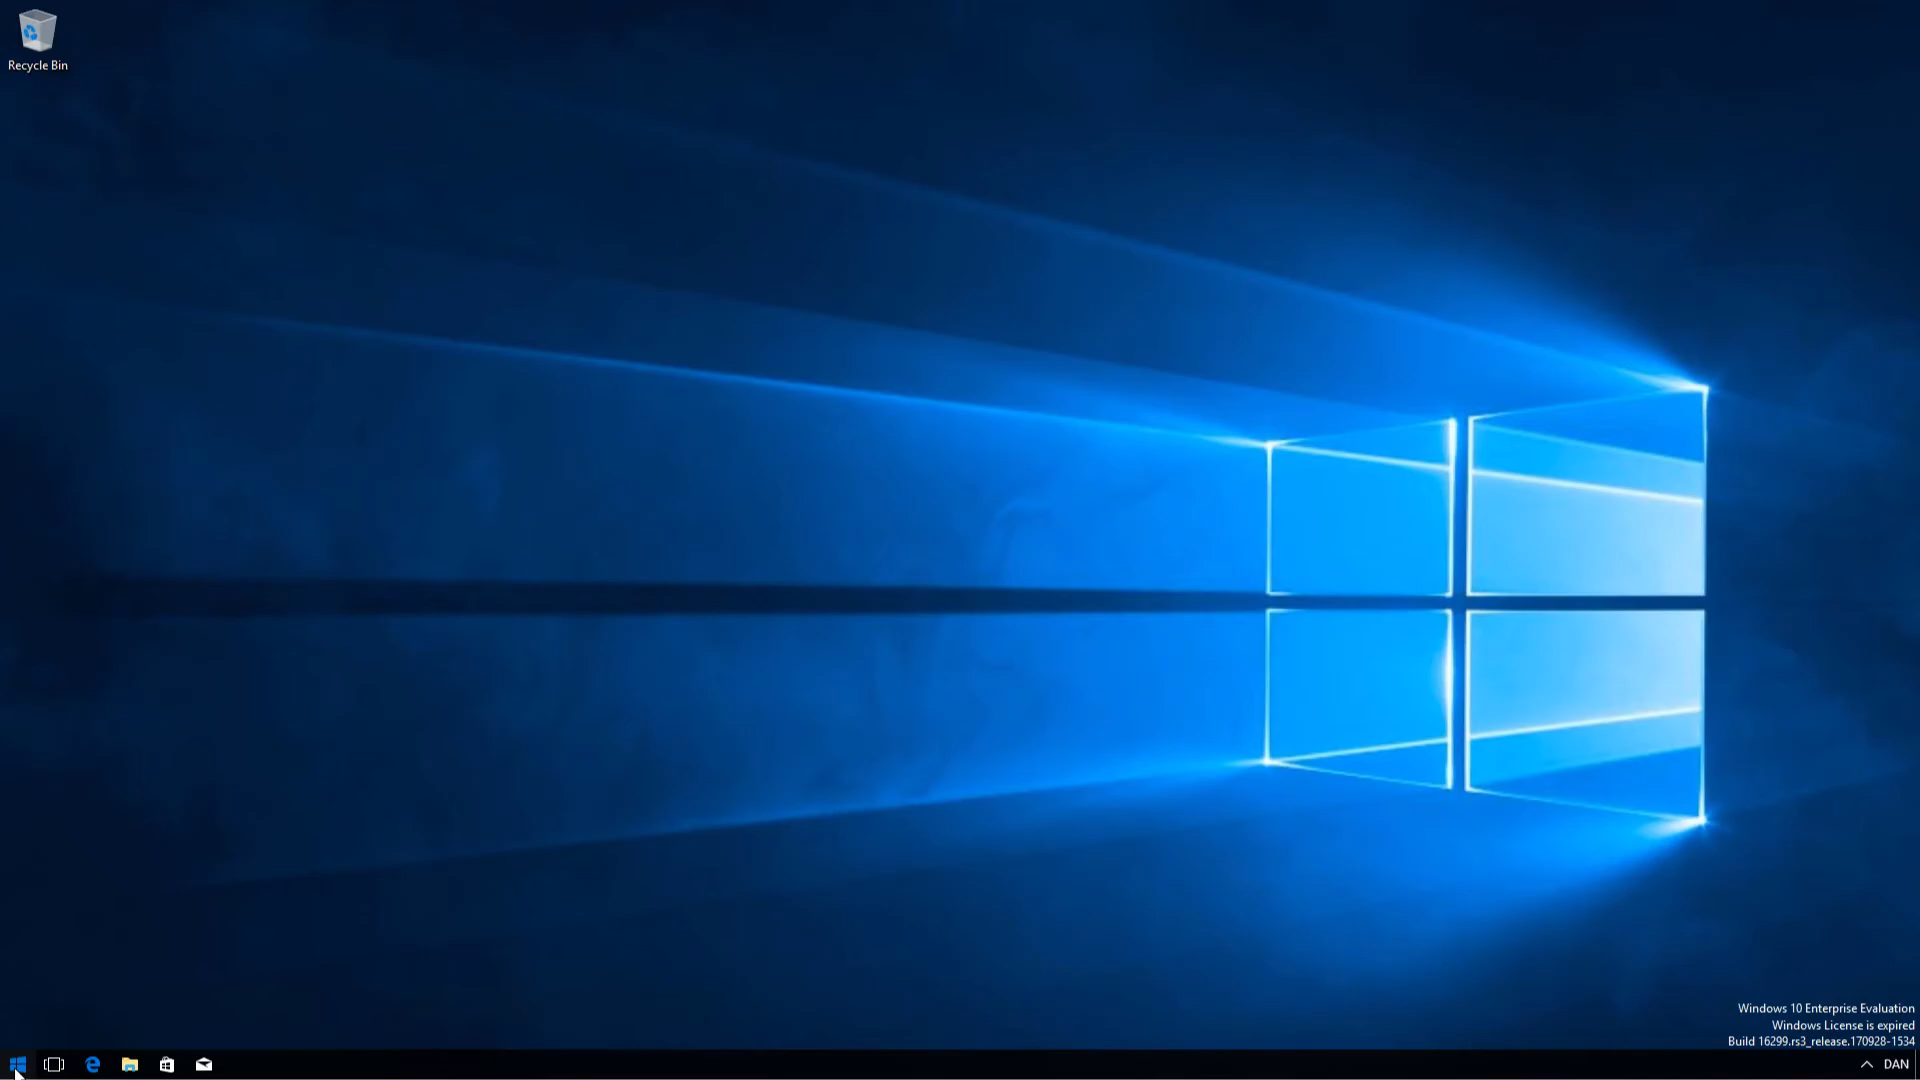 Recycle Bin
Windows 10 Enterprise Evaluation
Windows License is expired
Build 16299.rs3_release.170928-1534
DAN